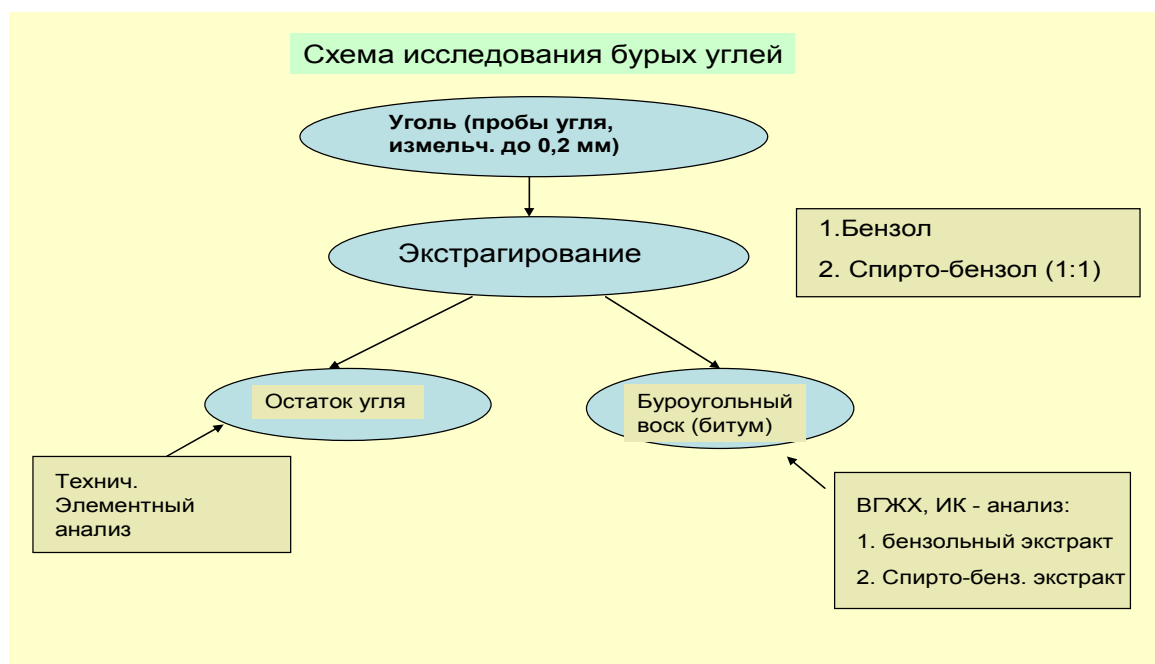 Схема исследования бурых углей
Уголь (пробы угля,
измельч. до 0,2 мм)
Экстрагирование
1.Бензол
2. Спирто-бензол (1:1)
Остаток угля
Буроугольный
воск (битум)
Технич.
Элементный
анализ
ВГЖХ, ИК - анализ:
1. бензольный экстракт
2. Спирто-бенз. экстракт